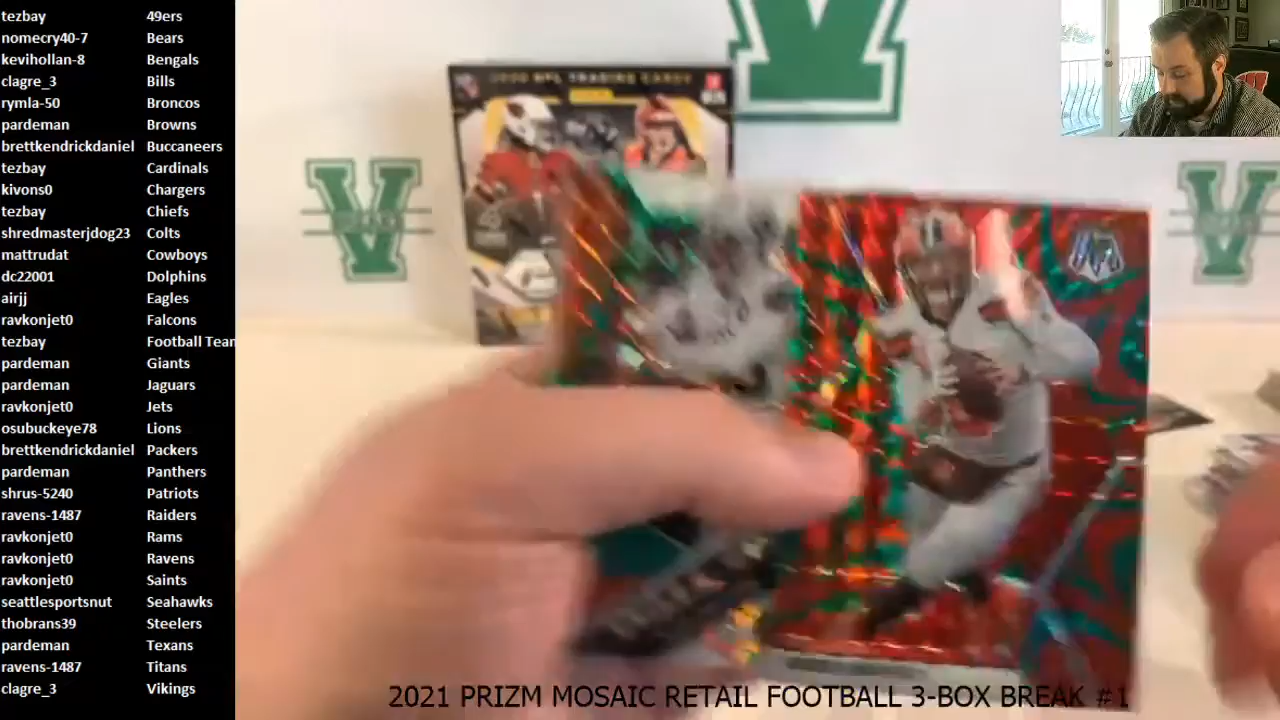 tezbay 49ers
nomecry40-7 Bears
kevihollan-8 Bengals
clagre_3 Bills
rymla-50 Broncos
pardeman Browns
brettkendrickdaniel Buccaneers
tezbay Cardinals
kivons0 Chargers
tezbay Chiefs
shredmasterjdog23 Colts
mattrudat Cowboys
dc22001 Dolphins
airjj Eagles
ravkonjet0 Falcons
tezbay Football Team
pardeman Giants
pardeman Jaguars
ravkonjet0 Jets
osubuckeye78 Lions
brettkendrickdaniel Packers
pardeman Panthers
shrus-5240 Patriots
ravens-1487 Raiders
ravkonjet0 Rams
ravkonjet0 Ravens
ravkonjet0 Saints
seattlesportsnut Seahawks
thobrans39 Steelers
pardeman Texans
ravens-1487 Titans
clagre_3 Vikings
2020 NFL TRADING CARDS
V
V
V
2021 PRIZM MOSAIC RETAIL FOOTBALL 3-BOX BREAK #1